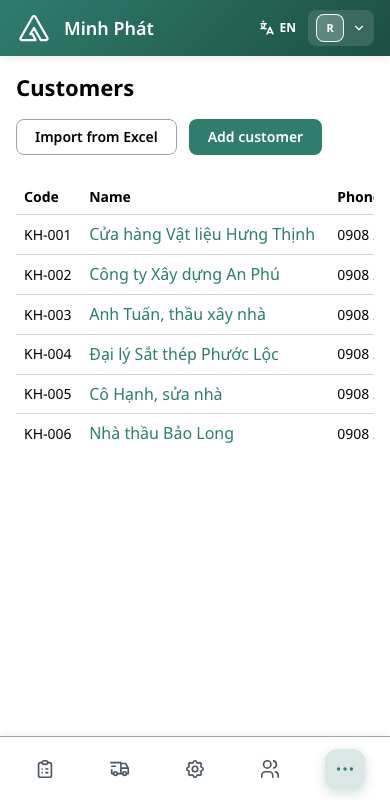 Minh Phát
EN
R
Customers
Import from Excel
Add customer
Code Name
KH-001 Cửa hàng Vật liệu Hưng Thịnh 0908
KH-002 Công ty Xây dựng An Phú 0908
KH-003 Anh Tuấn, thầu xây nhà 0908
KH-004 Đại lý Sắt thép Phước Lộc 0908
KH-005 Cô Hạnh, sửa nhà 0908
KH-006 Nhà thầu Bảo Long 0908